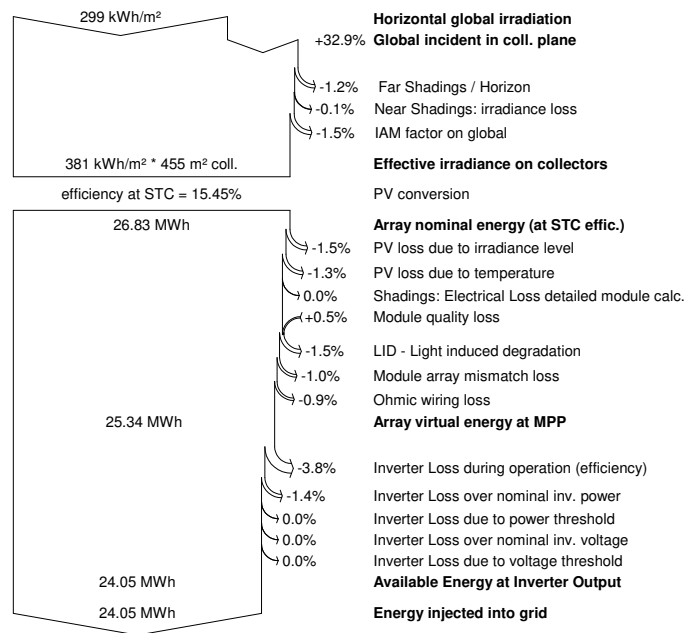 299 kWh/m² Horizontal global irradiation
+32.9% Global incident in coll. plane
-1.2% Far Shadings / Horizon
-0.1% Near Shadings: irradiance loss
-1.5% IAM factor on global
381 kWh/m² * 455 m² coll. Effective irradiance on collectors
efficiency at STC = 15.45% PV conversion
26.83 MWh Array nominal energy (at STC effic.)
-1.5% PV loss due to irradiance level
-1.3% PV loss due to temperature
0.0% Shadings: Electrical Loss detailed module calc.
+0.5% Module quality loss
-1.5% LID - Light induced degradation
-1.0% Module array mismatch loss
-0.9% Ohmic wiring loss
25.34 MWh Array virtual energy at MPP
-3.8% Inverter Loss during operation (efficiency)
-1.4% Inverter Loss over nominal inv. power
0.0% Inverter Loss due to power threshold
0.0% Inverter Loss over nominal inv. voltage
0.0% Inverter Loss due to voltage threshold
24.05 MWh Available Energy at Inverter Output
24.05 MWh Energy injected into grid